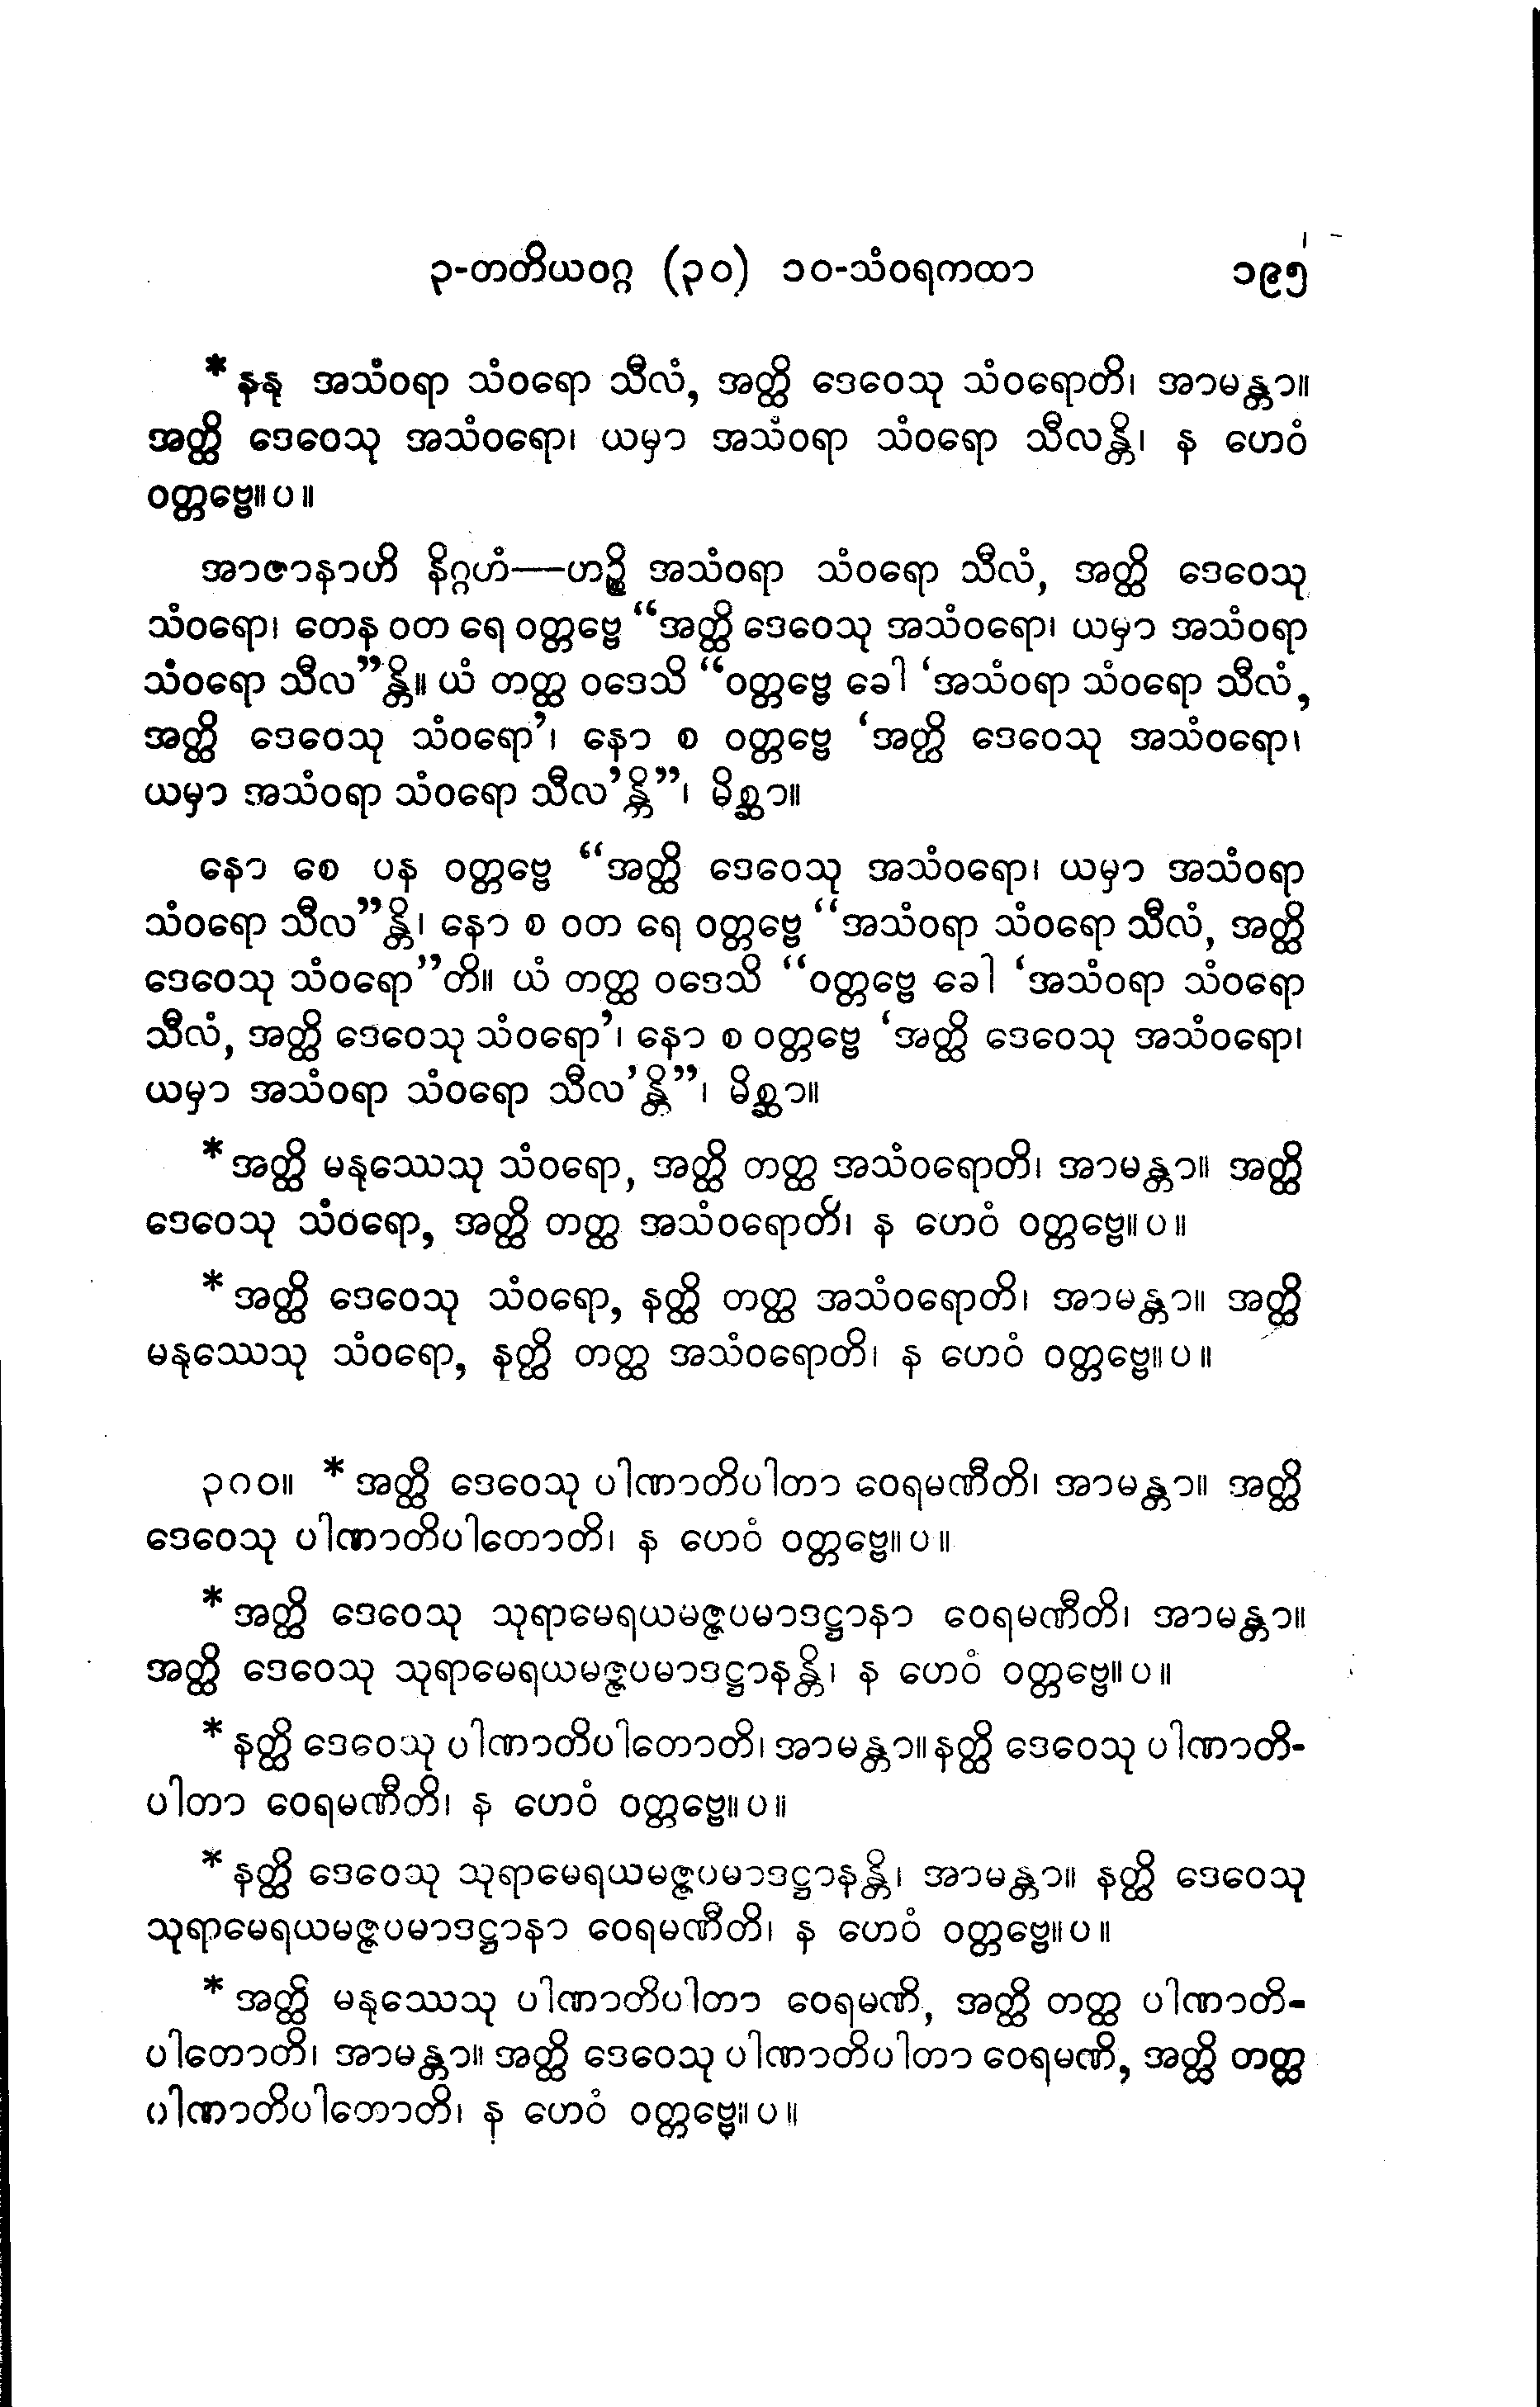 ၃-တတိယဝဂ္ဂ (၃၀) ၁၀-သံဝရကထာ ၁၉၅
* နနု အသံဝရာ သံဝရော သီလံ, အတ္ထိ ဒေဝေသု သံဝရောတိ၊ အာမန္တာ။
အတ္ထိ ဒေဝေသု အသံဝရော၊ ယမှာ အသံဝရာ သံဝရော သီလန္တိ၊ န ဟေဝံ
ဝတ္တဗ္ဗေ။ပ။
အာဇာနာဟိ နိဂ္ဂဟံ—ဟဉ္စိ အသံဝရာ သံဝရော သီလံ, အတ္ထိ ဒေဝေသု
သံဝရော၊ တေန ဝတ ရေ ဝတ္တဗ္ဗေ “အတ္ထိ ဒေဝေသု အသံဝရော၊ ယမှာ အသံဝရာ
သံဝရော သီလ”န္တိ။ ယံ တတ္ထ ဝဒေသိ “ဝတ္တဗ္ဗေ ခေါ ‘အသံဝရာ သံဝရော သီလံ,
အတ္ထိ ဒေဝေသု သံဝရော’၊ နော စ ဝတ္တဗ္ဗေ ‘အတ္ထိ ဒေဝေသု အသံဝရော၊
ယမှာ အသံဝရာ သံဝရော သီလ’န္တိ”၊ မိစ္ဆာ။
နော စေ ပန ဝတ္တဗ္ဗေ “အတ္ထိ ဒေဝေသု အသံဝရော၊ ယမှာ အသံဝရာ
သံဝရော သီလ”န္တိ၊ နော စ ဝတ ရေ ဝတ္တဗ္ဗေ “အသံဝရာ သံဝရော သီလံ, အတ္ထိ
ဒေဝေသု သံဝရော”တိ။ ယံ တတ္ထ ဝဒေသိ “ဝတ္တဗ္ဗေ ခေါ ‘အသံဝရာ သံဝရော
သီလံ, အတ္ထိ ဒေဝေသု သံဝရော’၊ နော စ ဝတ္တဗ္ဗေ ‘အတ္ထိ ဒေဝေသု အသံဝရော၊
ယမှာ အသံဝရာ သံဝရော သီလ’န္တိ”၊ မိစ္ဆာ။
* အတ္ထိ မနုဿေသု သံဝရော, အတ္ထိ တတ္ထ အသံဝရောတိ၊ အာမန္တာ။ အတ္ထိ
ဒေဝေသု သံဝရော, အတ္ထိ တတ္ထ အသံဝရောတိ၊ န ဟေဝံ ဝတ္တဗ္ဗေ။ပ။
* အတ္ထိ ဒေဝေသု သံဝရော, နတ္ထိ တတ္ထ အသံဝရောတိ၊ အာမန္တာ။ အတ္ထိ
မနုဿေသု သံဝရော, နတ္ထိ တတ္ထ အသံဝရောတိ၊ န ဟေဝံ ဝတ္တဗ္ဗေ။ပ။
၃၈၀။ * အတ္ထိ ဒေဝေသု ပါဏာတိပါတာ ဝေရမဏီတိ၊ အာမန္တာ။ အတ္ထိ
ဒေဝေသု ပါဏာတိပါတောတိ၊ န ဟေဝံ ဝတ္တဗ္ဗေ။ပ။
* အတ္ထိ ဒေဝေသု သုရာမေရယမဇ္ဇပမာဒဋ္ဌာနာ ဝေရမဏီတိ၊ အာမန္တာ။
အတ္ထိ ဒေဝေသု သုရာမေရယမဇ္ဇပမာဒဋ္ဌာနန္တိ၊ န ဟေဝံ ဝတ္တဗ္ဗေ။ပ။
* နတ္ထိ ဒေဝေသု ပါဏာတိပါတောတိ၊ အာမန္တာ။ နတ္ထိ ဒေဝေသု ပါဏာတိ-
ပါတာ ဝေရမဏီတိ၊ န ဟေဝံ ဝတ္တဗ္ဗေ။ပ။
* နတ္ထိ ဒေဝေသု သုရာမေရယမဇ္ဇပမာဒဋ္ဌာနန္တိ၊ အာမန္တာ။ နတ္ထိ ဒေဝေသု
သုရာမေရယမဇ္ဇပမာဒဋ္ဌာနာ ဝေရမဏီတိ၊ န ဟေဝံ ဝတ္တဗ္ဗေ။ပ။
* အတ္ထိ မနုဿေသု ပါဏာတိပါတာ ဝေရမဏိ, အတ္ထိ တတ္ထ ပါဏာတိ-
ပါတောတိ၊ အာမန္တာ။ အတ္ထိ ဒေဝေသု ပါဏာတိပါတာ ဝေရမဏိ, အတ္ထိ တတ္ထ
ပါဏာတိပါတောတိ၊ န ဟေဝံ ဝတ္တဗ္ဗေ။ပ။